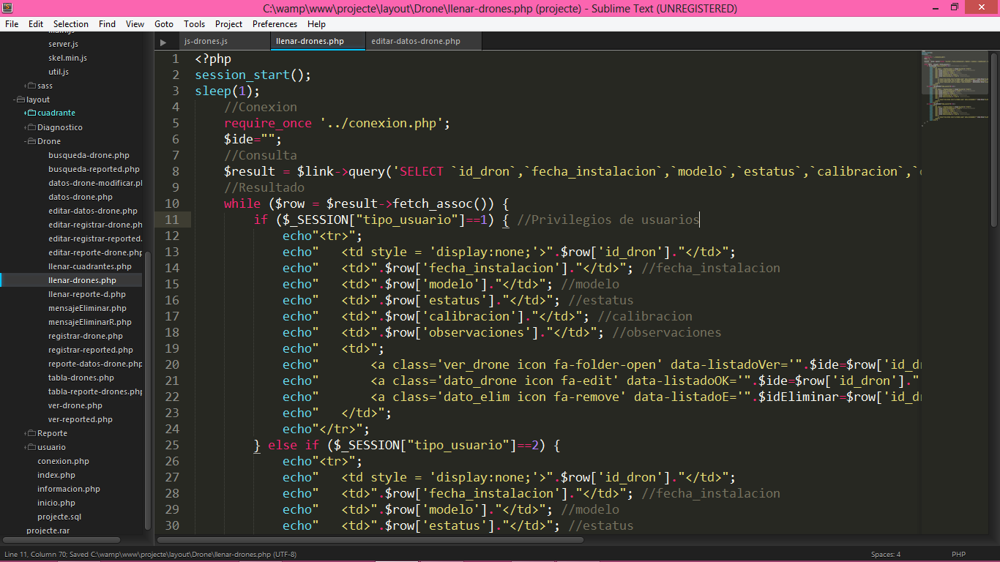 C:\wamp\www\projecte\layout\Drone\llenar-drones.php (projecte) - Sublime Text (UNREGISTERED)
File Edit Selection Find View Goto Tools Project Preferences Help
js-drones.js llenar-drones.php editar-datos-drone.php
server.js
skel.min.js
util.js
sass
layout
cuadrante
Diagnostico
Drone
busqueda-drone.php
busqueda-reported.php
datos-drone-modificar.pl
datos-drone.php
editar-datos-drone.php
editar-registrar-drone.ph
editar-registrar-reported.
editar-reporte-drone.php
llenar-cuadrantes.php
llenar-drones.php
llenar-reporte-d.php
mensajeEliminar.php
mensajeEliminarR.php
registrar-drone.php
registrar-reported.php
reporte-datos-drone.php
tabla-drones.php
tabla-reporte-drones.php
ver-drone.php
ver-reported.php
Reporte
usuario
conexion.php
index.php
informacion.php
inicio.php
projecte.sql
projecte.rar
1 <?php
2 session_start();
3 sleep(1);
4 //Conexion
5 require_once '../conexion.php';
6 $ide="";
7 //Consulta
8 $result = $link->query('SELECT `id_dron`,`fecha_instalacion`,`modelo`,`estatus`,`calibracion`,`
9 //Resultado
10 while ($row = $result->fetch_assoc()) {
11 if ($_SESSION["tipo_usuario"]==1) { //Privilegios de usuarios
12 echo"<tr>";
13 echo" <td style = 'display:none;'>".$row['id_dron']."</td>";
14 echo" <td>".$row['fecha_instalacion']."</td>"; //fecha_instalacion
15 echo" <td>".$row['modelo']."</td>"; //modelo
16 echo" <td>".$row['estatus']."</td>"; //estatus
17 echo" <td>".$row['calibracion']."</td>"; //calibracion
18 echo" <td>".$row['observaciones']."</td>"; //observaciones
19 echo" <td>";
20 echo" <a class='ver_drone icon fa-folder-open' data-listadoVer='".$ide=$row['id_d
21 echo" <a class='dato_drone icon fa-edit' data-listadoOK='".$ide=$row['id_dron']."
22 echo" <a class='dato_elim icon fa-remove' data-listadoE='".$idEliminar=$row['id_d
23 echo" </td>";
24 echo"</tr>";
25 } else if ($_SESSION["tipo_usuario"]==2) {
26 echo"<tr>";
27 echo" <td style = 'display:none;'>".$row['id_dron']."</td>";
28 echo" <td>".$row['fecha_instalacion']."</td>"; //fecha_instalacion
29 echo" <td>".$row['modelo']."</td>"; //modelo
30 echo" <td>".$row['estatus']."</td>"; //estatus
Line 11, Column 70; Saved C:\wamp\www\projecte\layout\Drone\llenar-drones.php (UTF-8) Spaces: 4 PHP